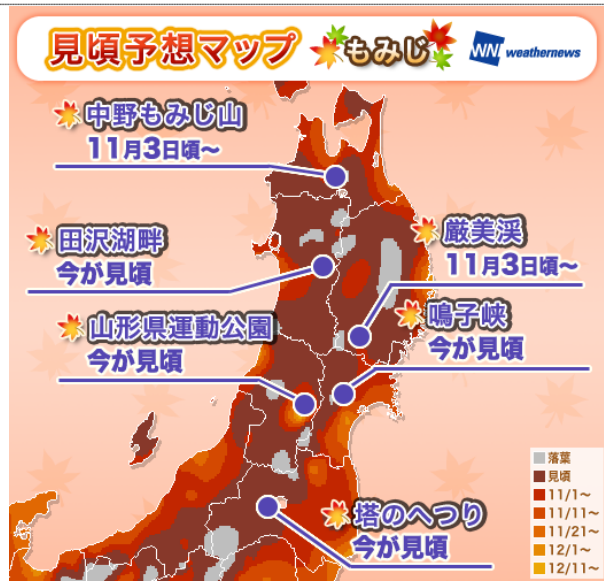 見頃予想マップ もみじ WNI weathernews
中野もみじ山
11月3日頃～
田沢湖畔
今が見頃
厳美渓
11月3日頃～
山形県運動公園
今が見頃
鳴子峡
今が見頃
塔のへつり
今が見頃
落葉
見頃
11/1～
11/11～
11/21～
12/1～
12/11～